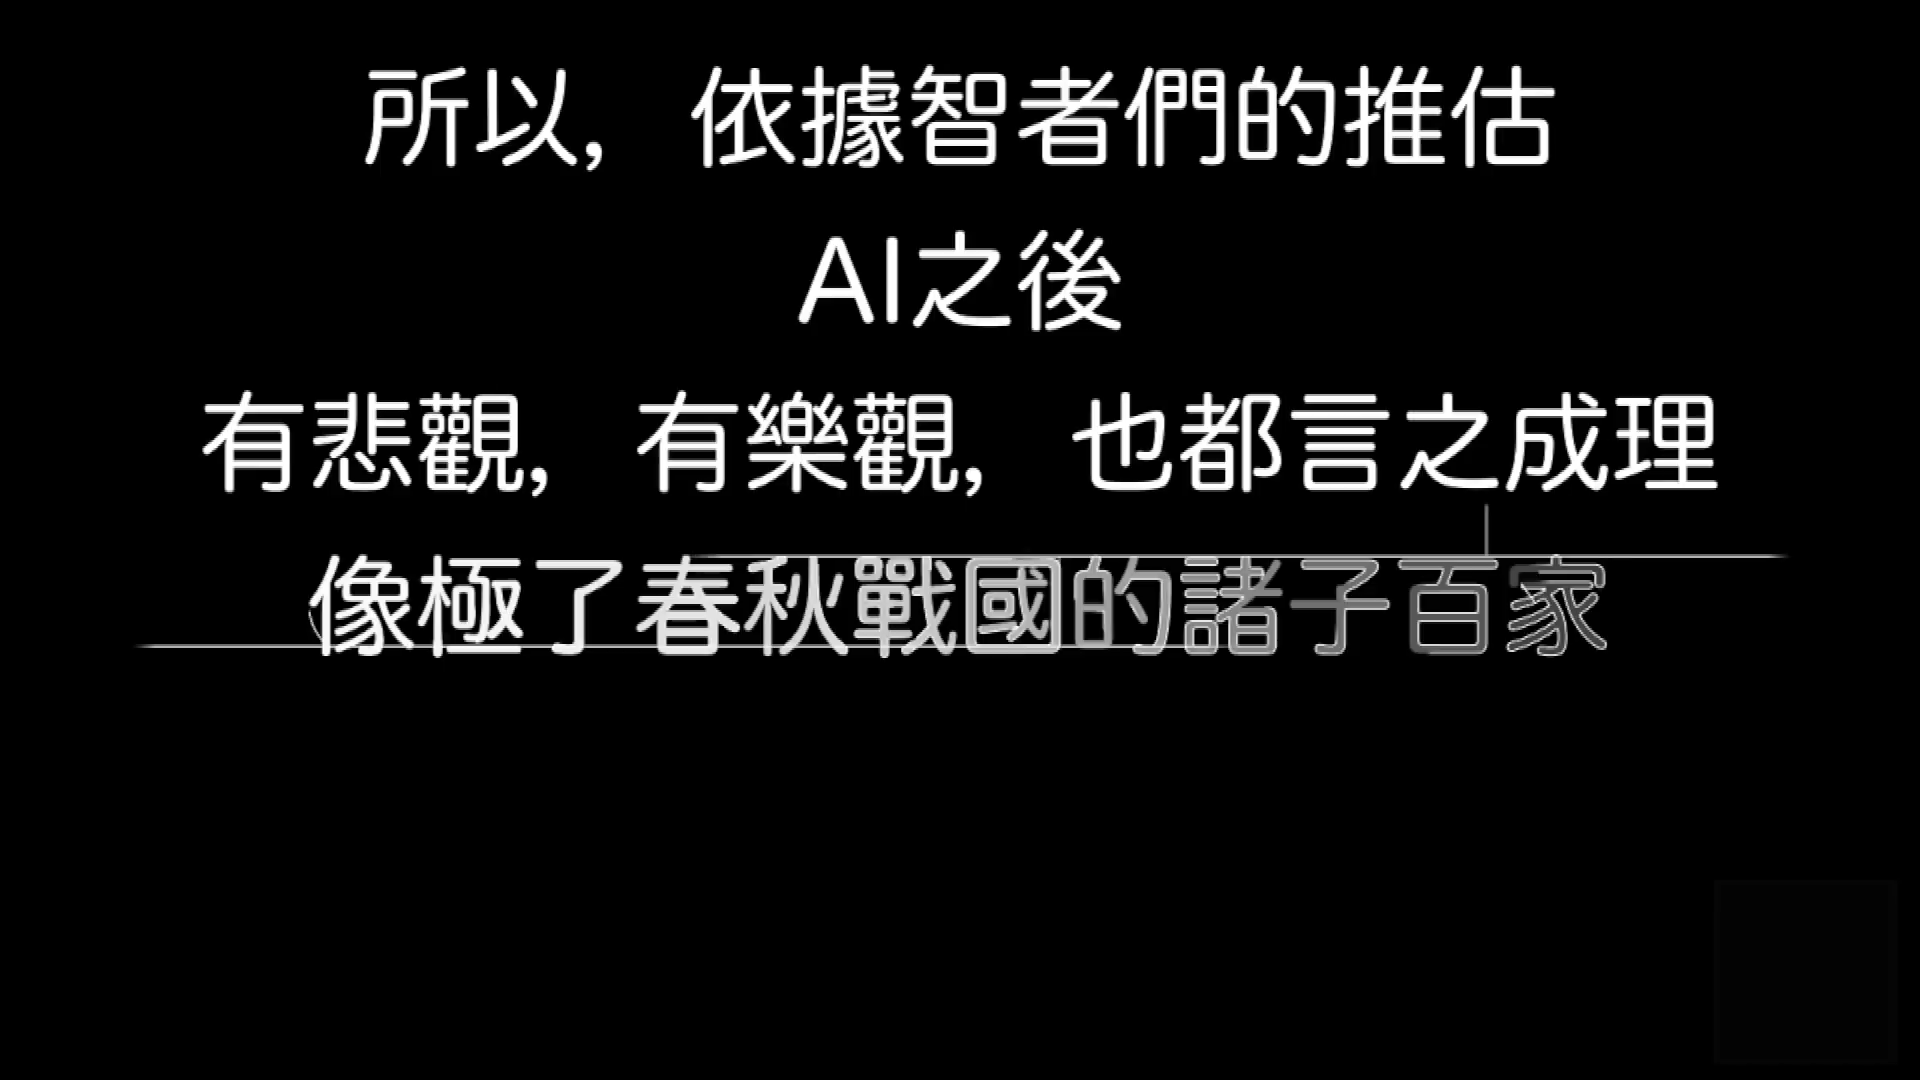 所以, 依據智者們的推估
AI之後
有悲觀, 有樂觀, 也都言之成理
像極了春秋戰國的諸子百家